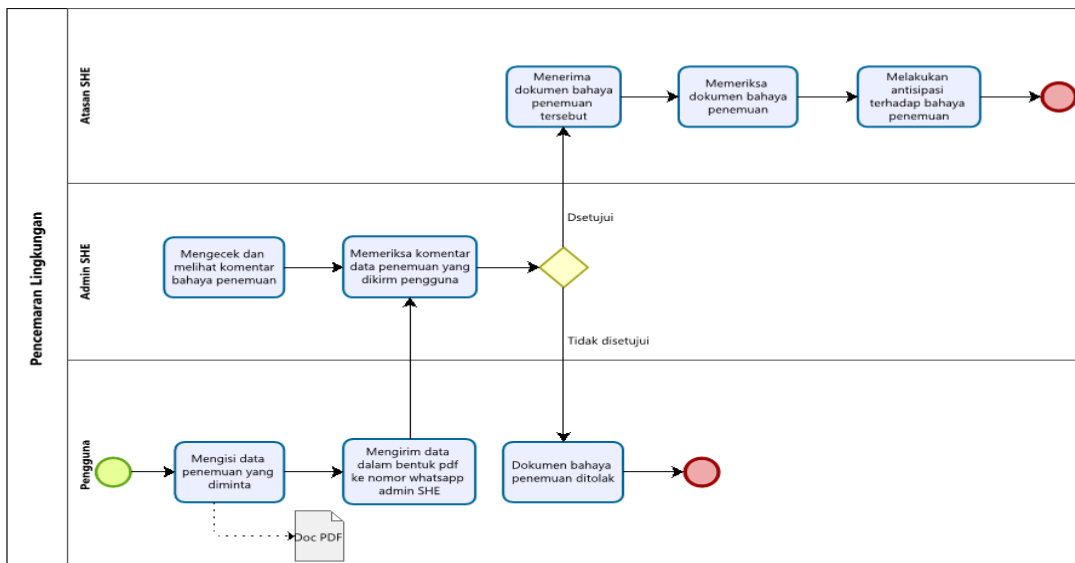 Pencemaran Lingkungan
Atasan SHE
Menerima
dokumen bahaya
penemuan
tersebut
Memeriksa
dokumen bahaya
penemuan
Melakukan
antisipasi
terhadap bahaya
penemuan
Admin SHE
Mengecek dan
melihat komentar
bahaya penemuan
Memeriksa komentar
data penemuan yang
dikirm pengguna
Dsetujui
Tidak disetujui
Pengguna
Mengisi data
penemuan yang
diminta
Mengirim data
dalam bentuk pdf
ke nomor whatsapp
admin SHE
Dokumen bahaya
penemuan ditolak
Doc PDF